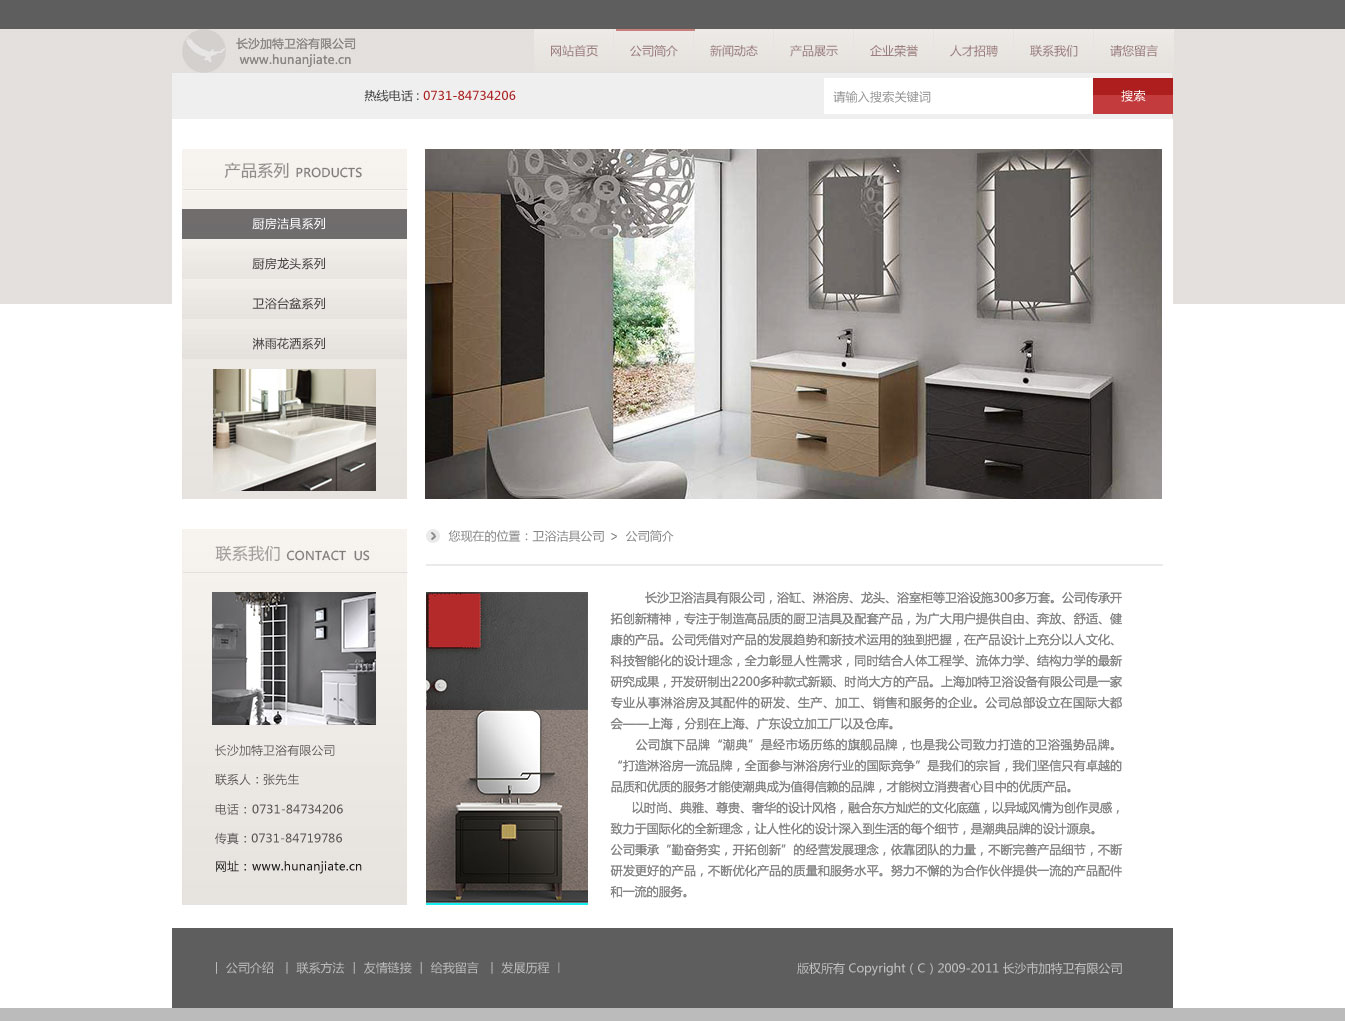 长沙加特卫浴有限公司
www.hunanjiate.cn
网站首页 公司简介 新闻动态 产品展示 企业荣誉 人才招聘 联系我们 请您留言
热线电话 : 0731-84734206
请输入搜索关键词 搜索
产品系列 PRODUCTS
厨房洁具系列
厨房龙头系列
卫浴台盆系列
淋雨花洒系列
联系我们 CONTACT US
长沙加特卫浴有限公司
联系人：张先生
电话：0731-84734206
传真：0731-84719786
网址：www.hunanjiate.cn
您现在的位置：卫浴洁具公司 > 公司简介
长沙卫浴洁具有限公司，浴缸、淋浴房、龙头、浴室柜等卫浴设施300多万套。公司传承开
拓创新精神，专注于制造高品质的厨卫洁具及配套产品，为广大用户提供自由、奔放、舒适、健
康的产品。公司凭借对产品的发展趋势和新技术运用的独到把握，在产品设计上充分以人文化、
科技智能化的设计理念，全力彰显人性需求，同时结合人体工程学、流体力学、结构力学的最新
研究成果，开发研制出2200多种款式新颖、时尚大方的产品。上海加特卫浴设备有限公司是一家
专业从事淋浴房及其配件的研发、生产、加工、销售和服务的企业。公司总部设立在国际大都
会——上海，分别在上海、广东设立加工厂以及仓库。
公司旗下品牌“潮典”是经市场历练的旗舰品牌，也是我公司致力打造的卫浴强势品牌。
“打造淋浴房一流品牌，全面参与淋浴房行业的国际竞争”是我们的宗旨，我们坚信只有卓越的
品质和优质的服务才能使潮典成为值得信赖的品牌，才能树立消费者心目中的优质产品。
以时尚、典雅、尊贵、奢华的设计风格，融合东方灿烂的文化底蕴，以异域风情为创作灵感，
致力于国际化的全新理念，让人性化的设计深入到生活的每个细节，是潮典品牌的设计源泉。
公司秉承“勤奋务实，开拓创新”的经营发展理念，依靠团队的力量，不断完善产品细节，不断
研发更好的产品，不断优化产品的质量和服务水平。努力不懈的为合作伙伴提供一流的产品配件
和一流的服务。
| 公司介绍 | 联系方法 | 友情链接 | 给我留言 | 发展历程 |
版权所有 Copyright ( C ) 2009-2011 长沙市加特卫有限公司